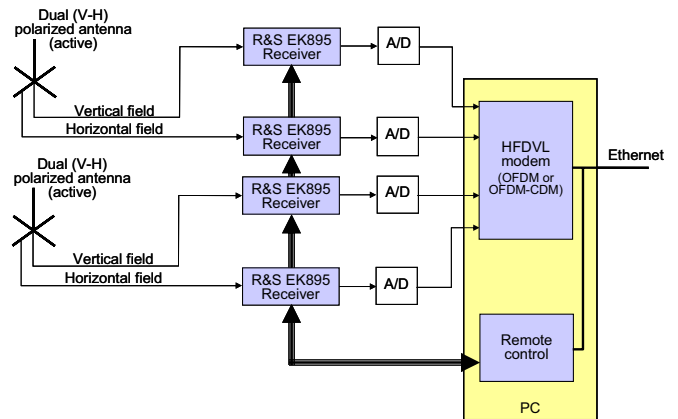 Dual (V-H)
polarized antenna
(active)
Vertical field
Horizontal field
R&S EK895
Receiver
A/D
R&S EK895
Receiver
A/D
Dual (V-H)
polarized antenna
(active)
Vertical field
Horizontal field
R&S EK895
Receiver
A/D
R&S EK895
Receiver
A/D
HFDVL
modem
(OFDM or
OFDM-CDM)
Ethernet
Remote
control
PC